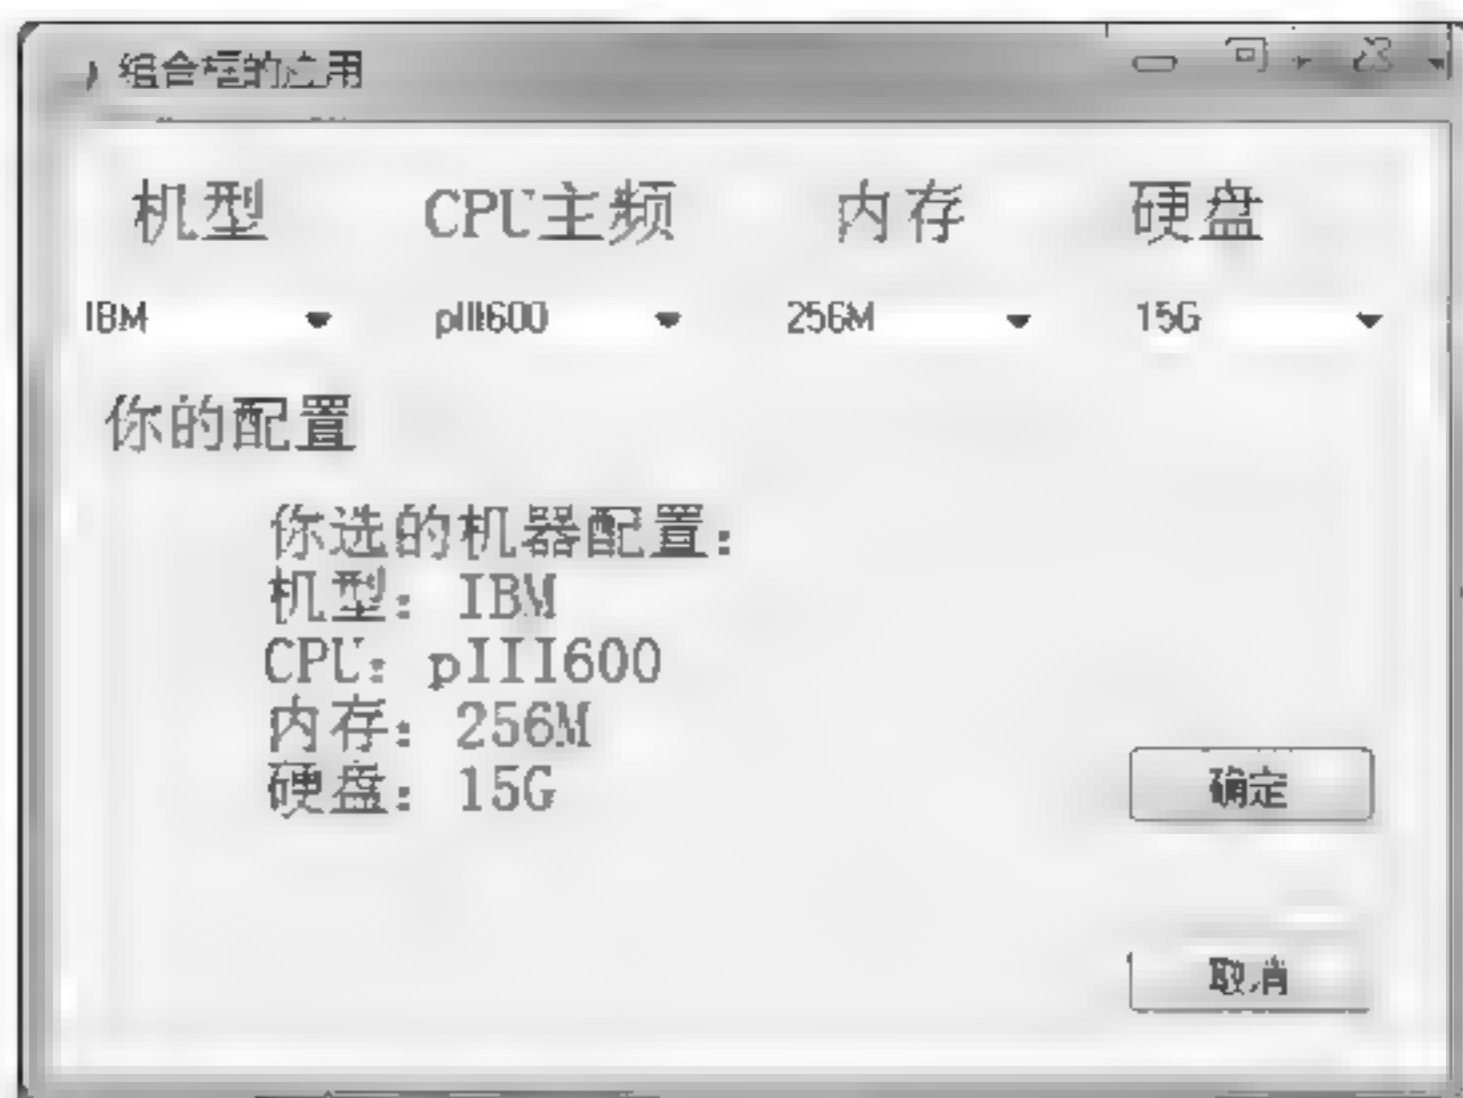 组合框的应用
机型 CPU主频 内存 硬盘
IBM pIII600 256M 15G
你的配置
你选的机器配置：
机型：IBM
CPU：pIII600
内存：256M
硬盘：15G
确定
取消